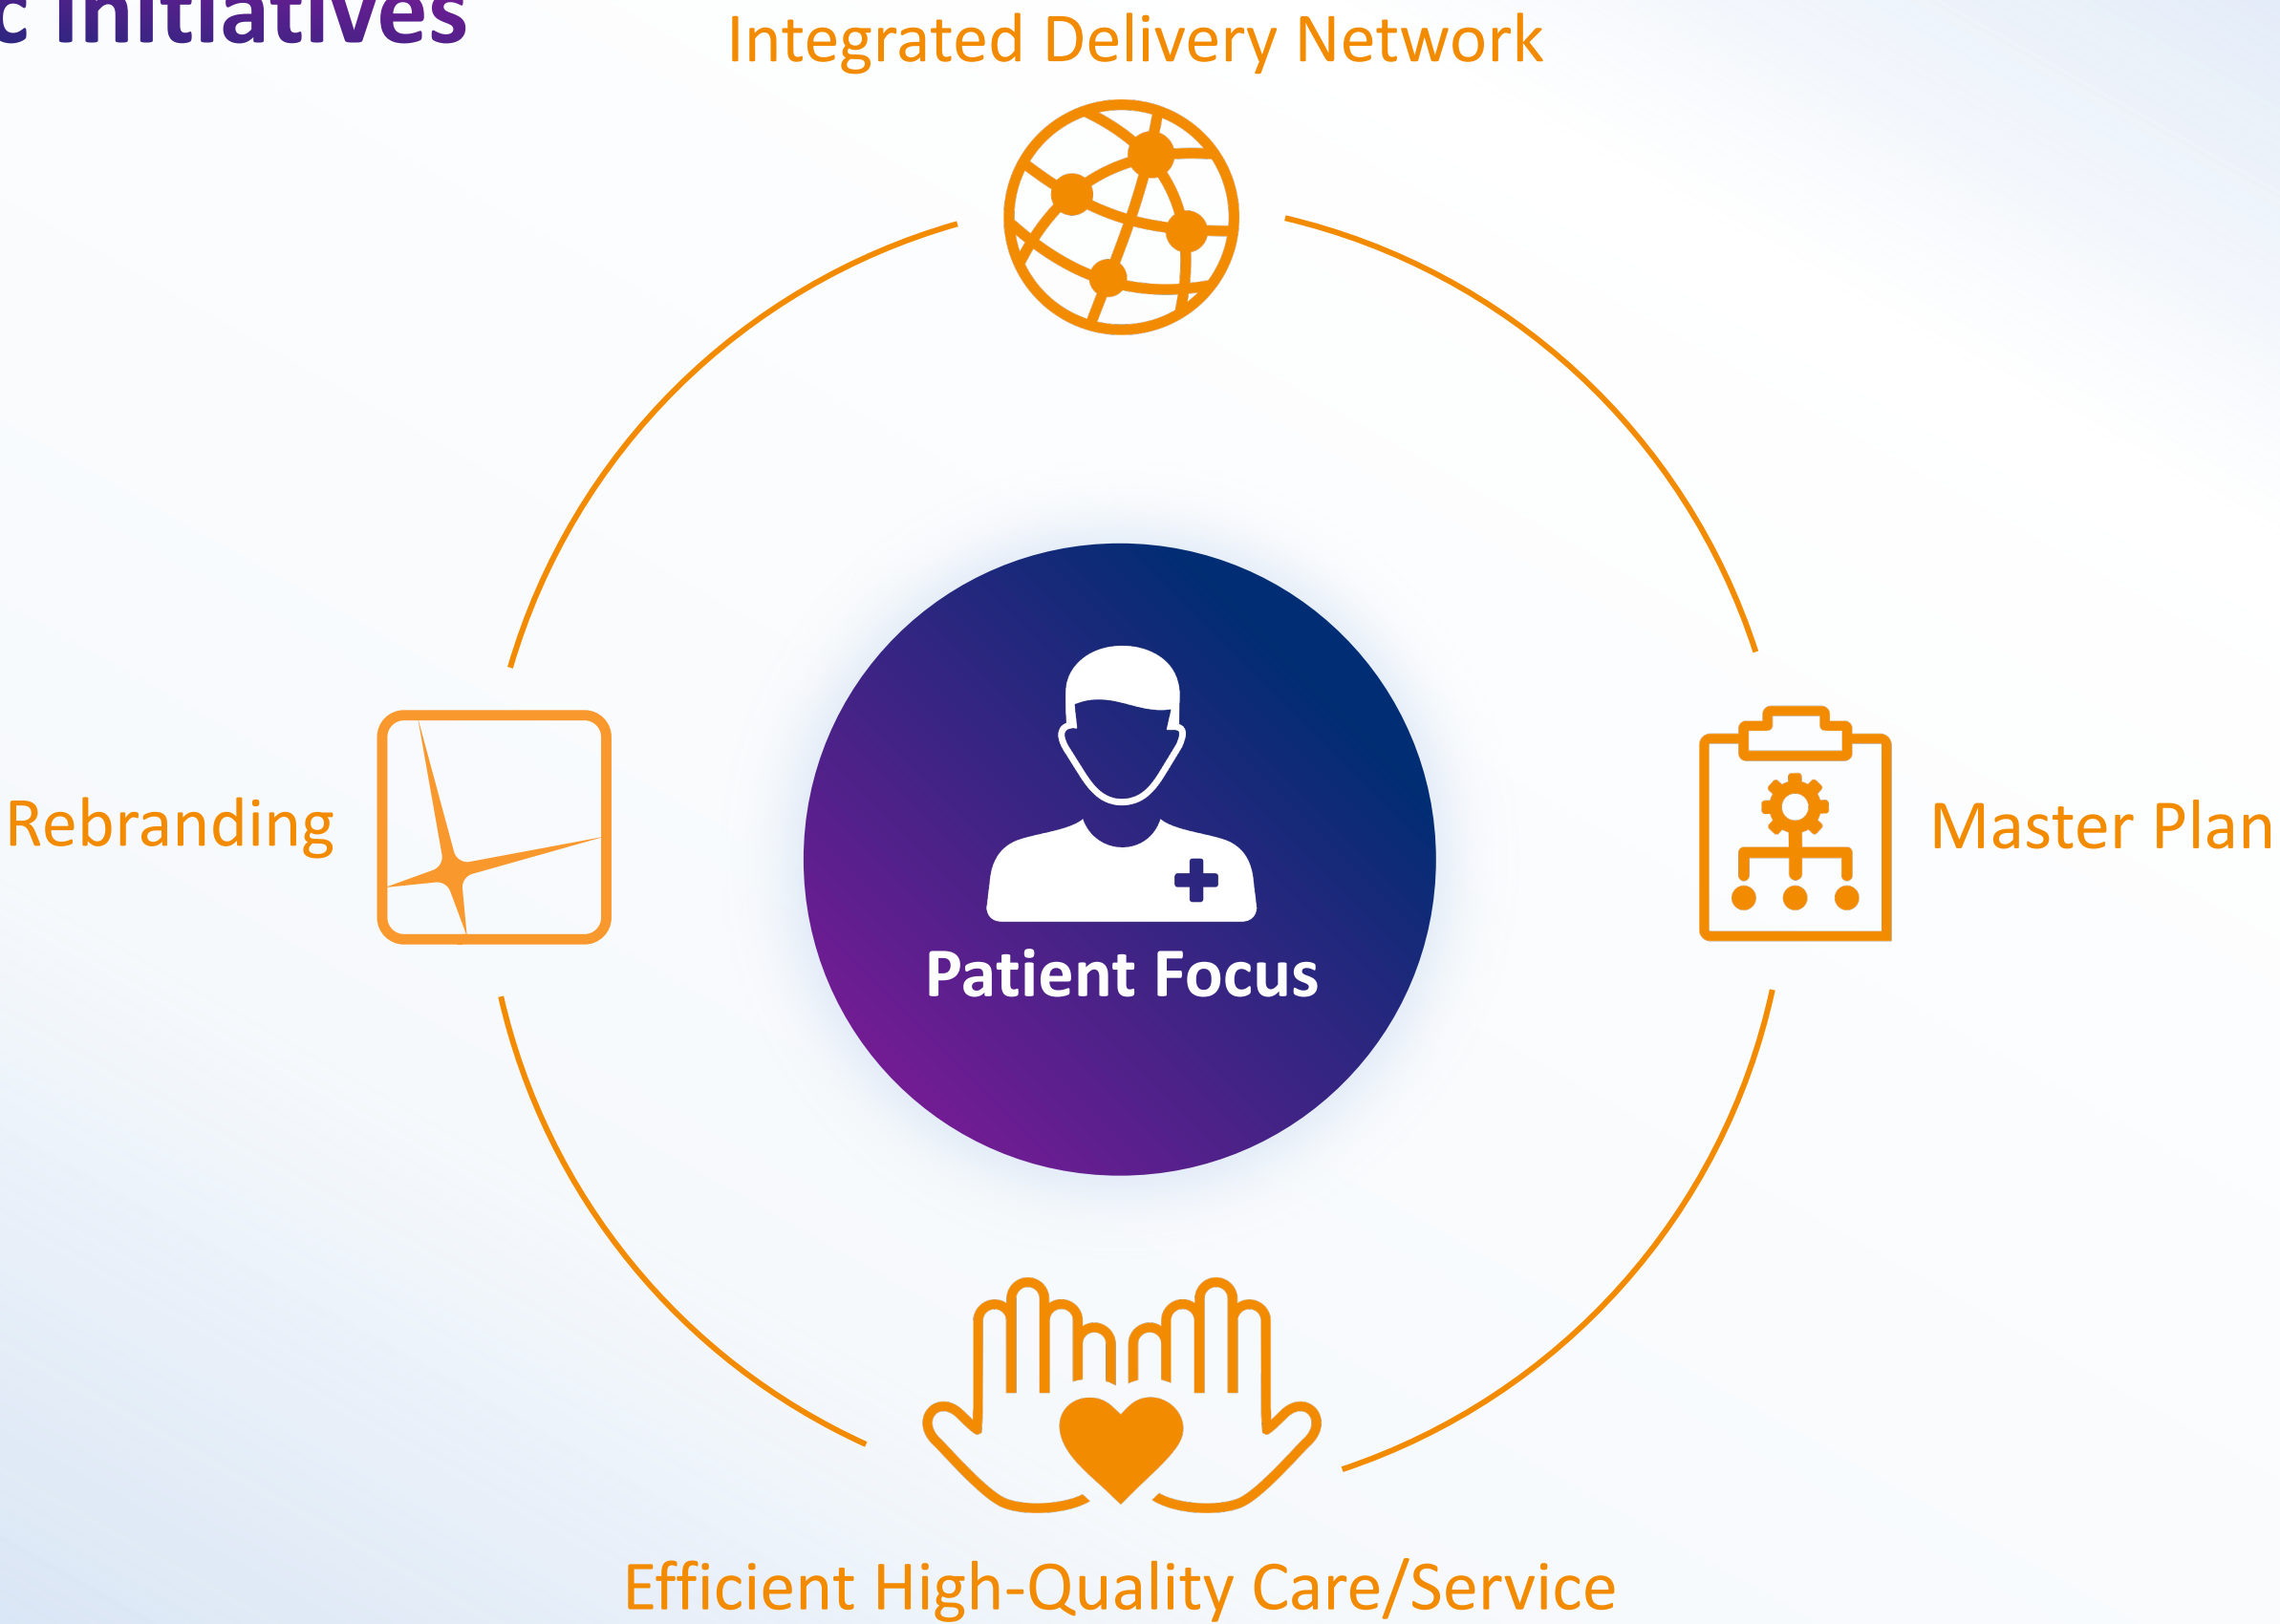 c Initiatives
Integrated Delivery Network
Rebranding
Master Plan
Patient Focus
Efficient High-Quality Care/Service